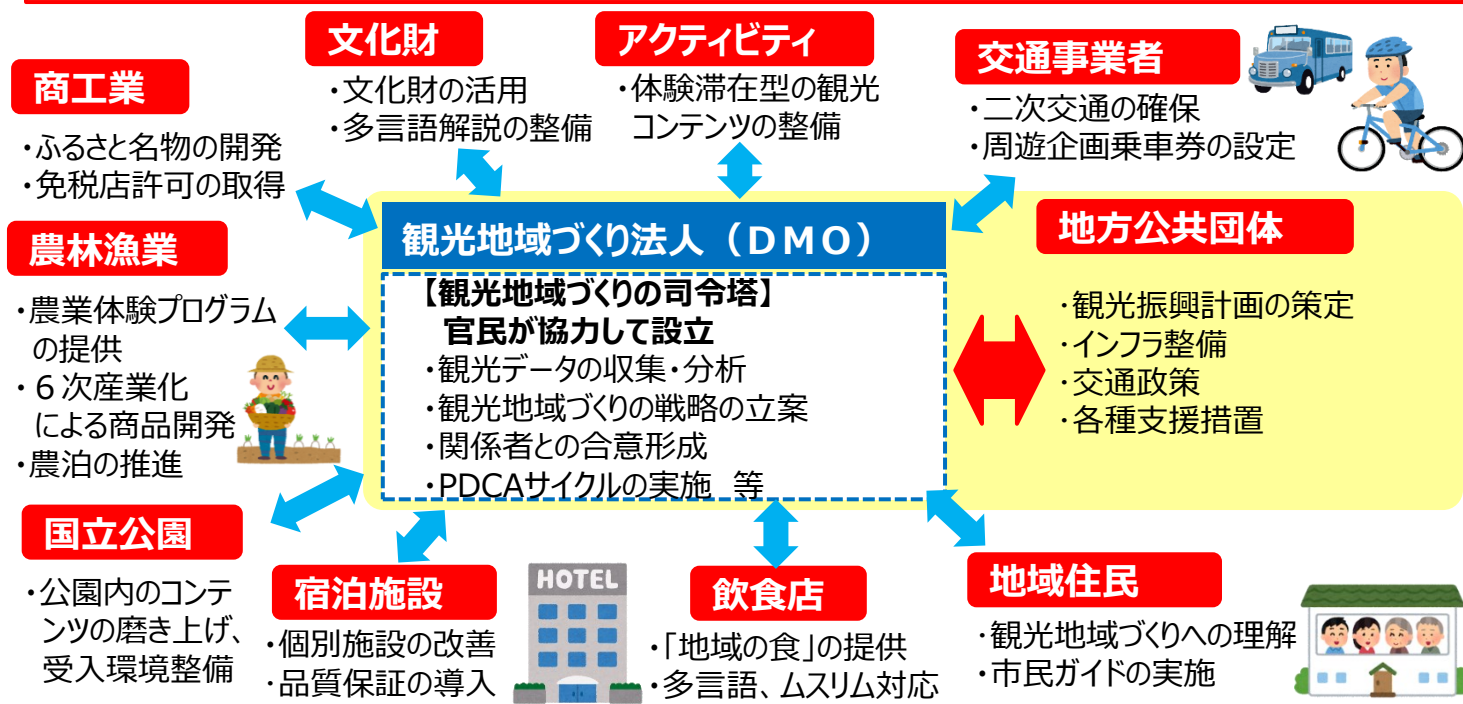 文化財
・文化財の活用
・多言語解説の整備
アクティビティ
・体験滞在型の観光
コンテンツの整備
交通事業者
・二次交通の確保
・周遊企画乗車券の設定
商工業
・ふるさと名物の開発
・免税店許可の取得
農林漁業
・農業体験プログラム
の提供
・６次産業化
による商品開発
・農泊の推進
観光地域づくり法人（ＤＭＯ）
【観光地域づくりの司令塔】
官民が協力して設立
・観光データの収集・分析
・観光地域づくりの戦略の立案
・関係者との合意形成
・PDCAサイクルの実施 等
地方公共団体
・観光振興計画の策定
・インフラ整備
・交通政策
・各種支援措置
国立公園
・公園内のコンテ
ンツの磨き上げ、
受入環境整備
宿泊施設
・個別施設の改善
・品質保証の導入
HOTEL
飲食店
・「地域の食」の提供
・多言語、ムスリム対応
地域住民
・観光地域づくりへの理解
・市民ガイドの実施